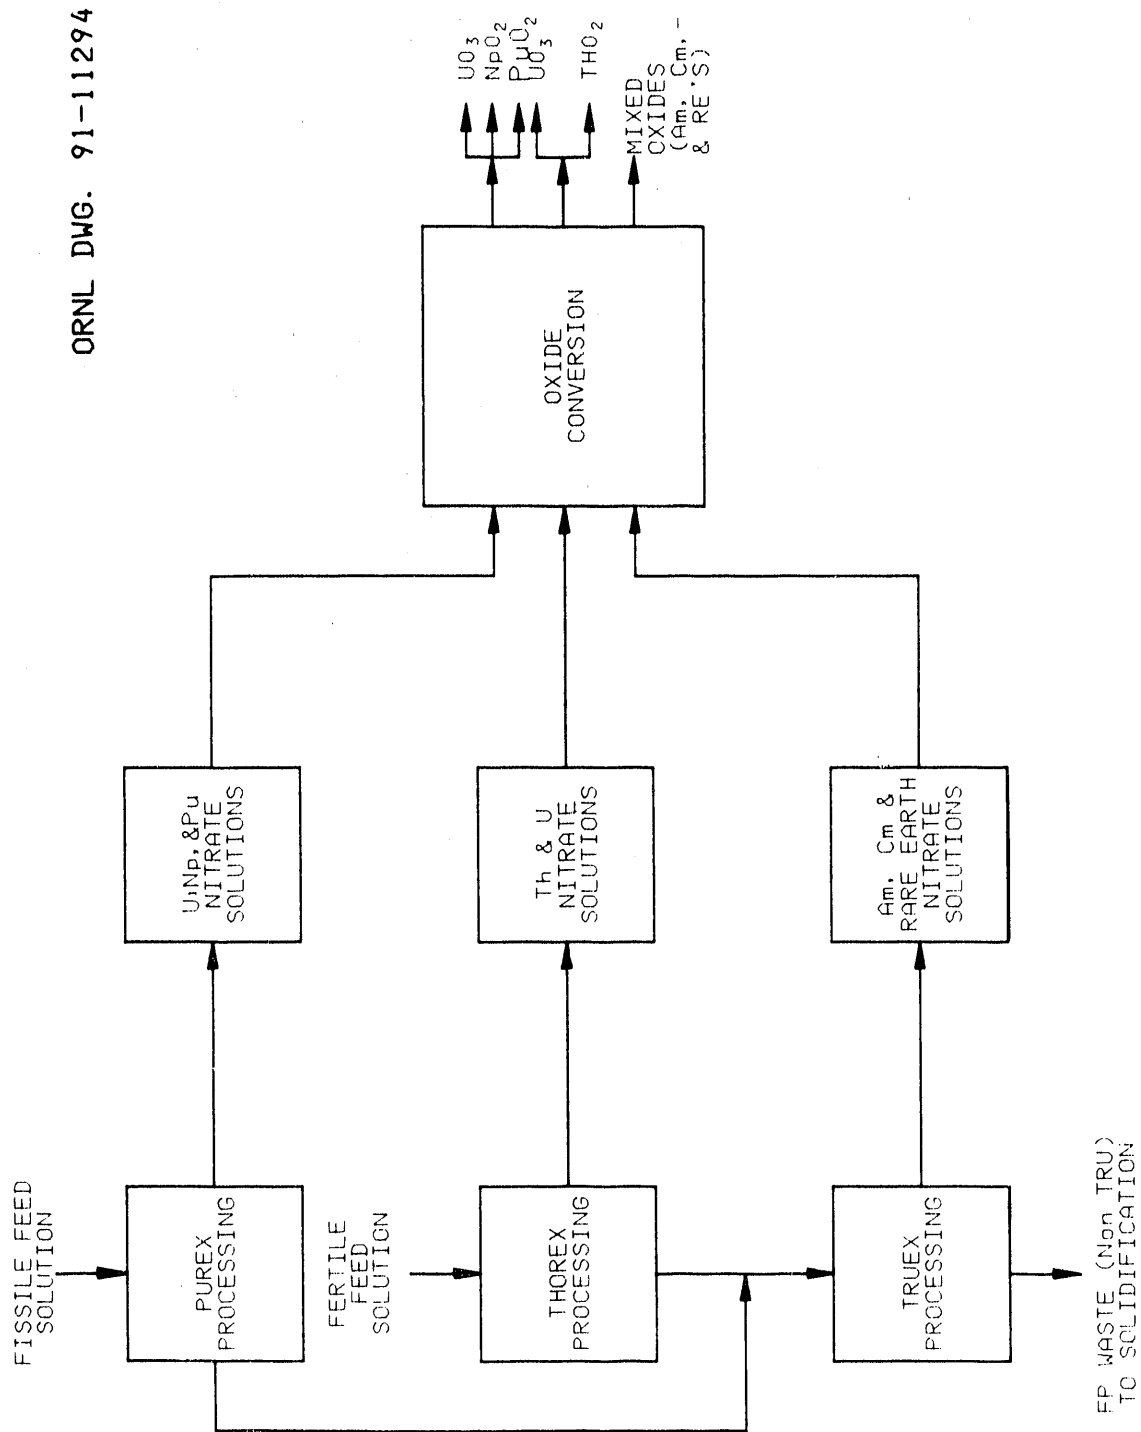 ORNL DWG. 91-11294
FISSILE FEED
SOLUTION
PUREX
PROCESSING
U,Np,&Pu
NITRATE
SOLUTIONS
FERTILE
FEED
SOLUTION
THOREX
PROCESSING
Th & U
NITRATE
SOLUTIONS
TRUEX
PROCESSING
Am, Cm &
RARE EARTH
NITRATE
SOLUTIONS
FP WASTE (Non TRU)
TO SOLIDIFICATION
OXIDE
CONVERSION
UO₃
NpO₂
PuO₂
UO₃
THO₂
MIXED
OXIDES
(Am, Cm,-
& RE'S)